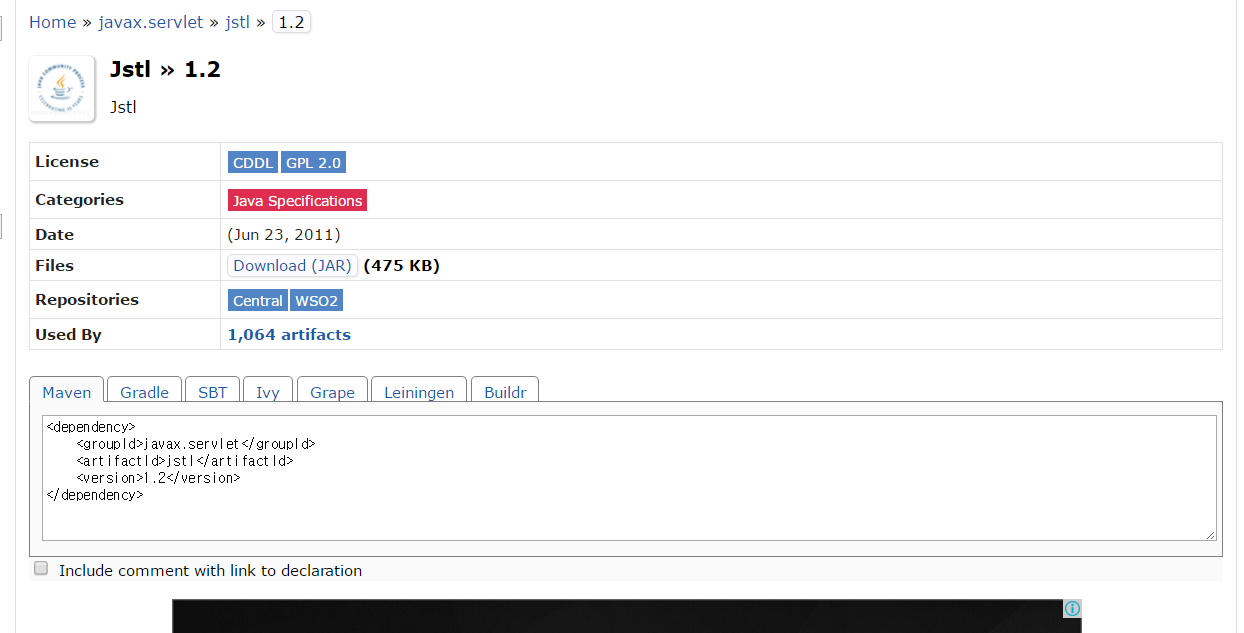 Home » javax.servlet » jstl » 1.2
Jstl » 1.2
Jstl
License CDDL GPL 2.0
Categories Java Specifications
Date (Jun 23, 2011)
Files Download (JAR) (475 KB)
Repositories Central WSO2
Used By 1,064 artifacts
Maven Gradle SBT Ivy Grape Leiningen Buildr
<dependency>
    <groupId>javax.servlet</groupId>
    <artifactId>jstl</artifactId>
    <version>1.2</version>
</dependency>
Include comment with link to declaration